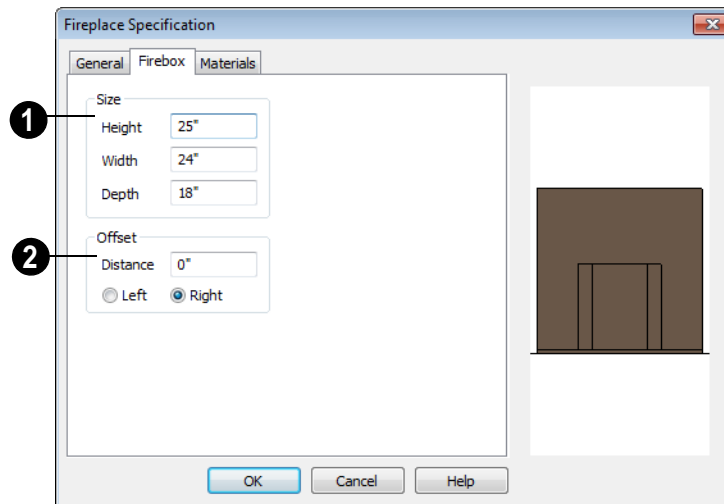 Fireplace Specification
General Firebox Materials
Size
1
Height 25"
Width 24"
Depth 18"
Offset
2
Distance 0"
Left Right
OK Cancel Help